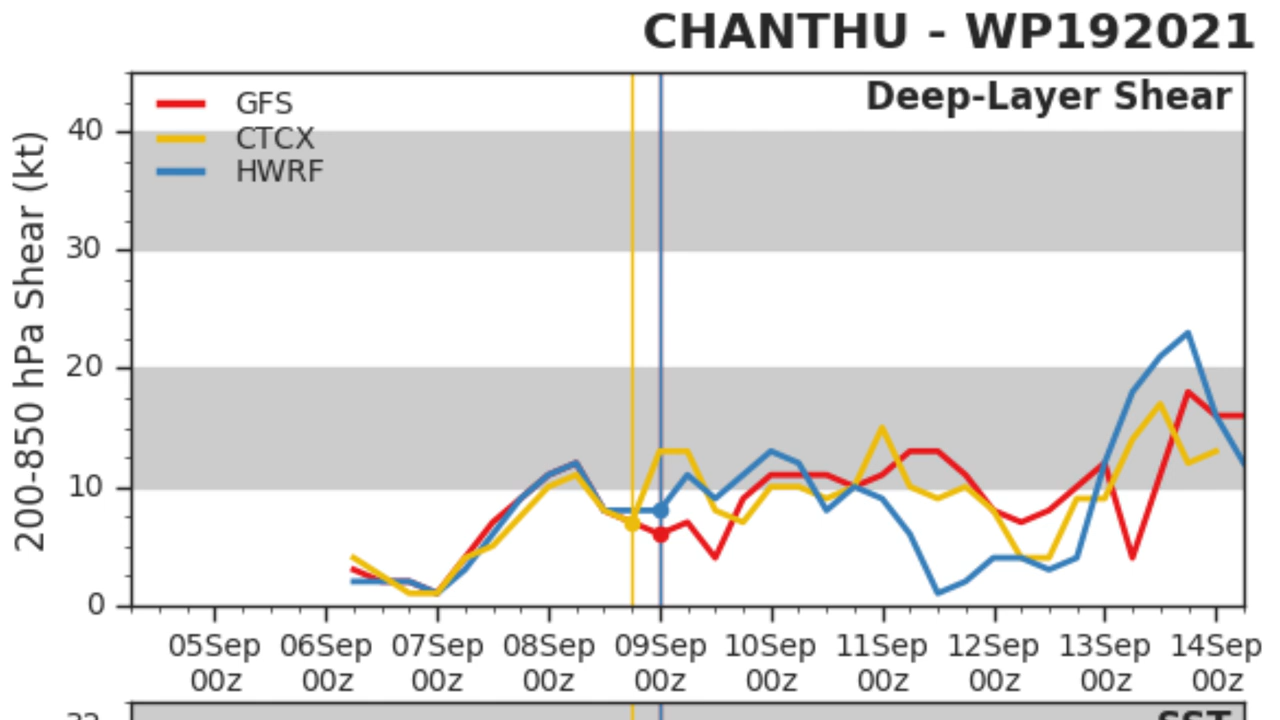 CHANTHU - WP192021
Deep-Layer Shear
GFS
CTCX
HWRF
200-850 hPa Shear (kt)
40
30
20
10
0
05Sep 06Sep 07Sep 08Sep 09Sep 10Sep 11Sep 12Sep 13Sep 14Sep
00z 00z 00z 00z 00z 00z 00z 00z 00z 00z